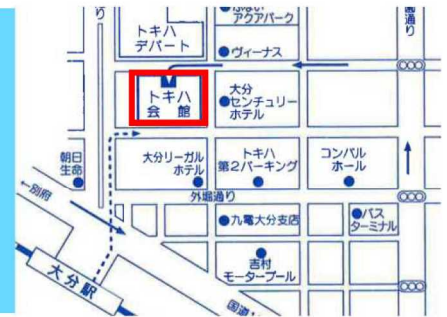 り
アクアパーク
トキハ
デパート
ヴィーナス
国通り
トキハ
会館
大分
センチュリー
ホテル
朝日
生命
大分リーガル
ホテル
トキハ
第2パーキング
コンパル
ホール
←別府
外堀通り
九電大分支店
バス
ターミナル
吉村
モータープール
大分駅
国道